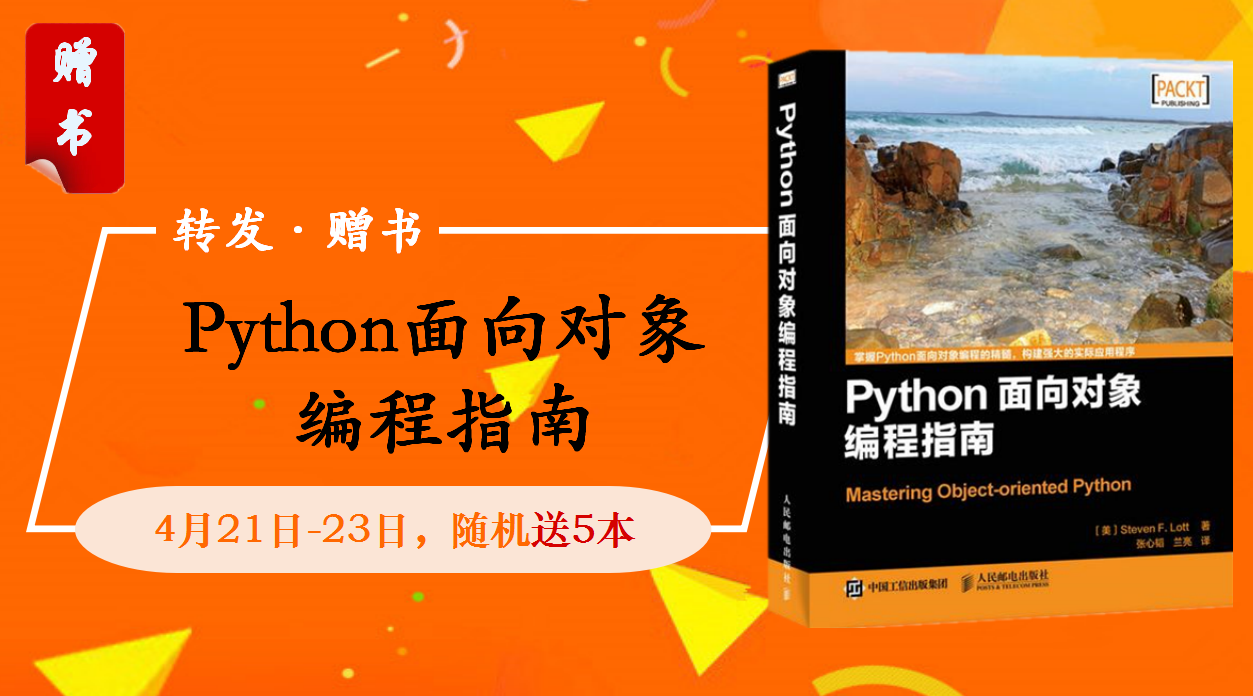 赠
书
转发·赠书
Python面向对象
编程指南
4月21日-23日，随机送5本
PACKT
Python 面向对象编程指南
人民邮电出版社
[PACKT]
PUBLISHING
掌握Python面向对象编程的精髓，构建强大的实际应用程序
Python 面向对象
编程指南
Mastering Object-oriented Python
[美] Steven F. Lott 著
张心韬 兰亮 译
中国工信出版集团 人民邮电出版社
POSTS & TELECOM PRESS